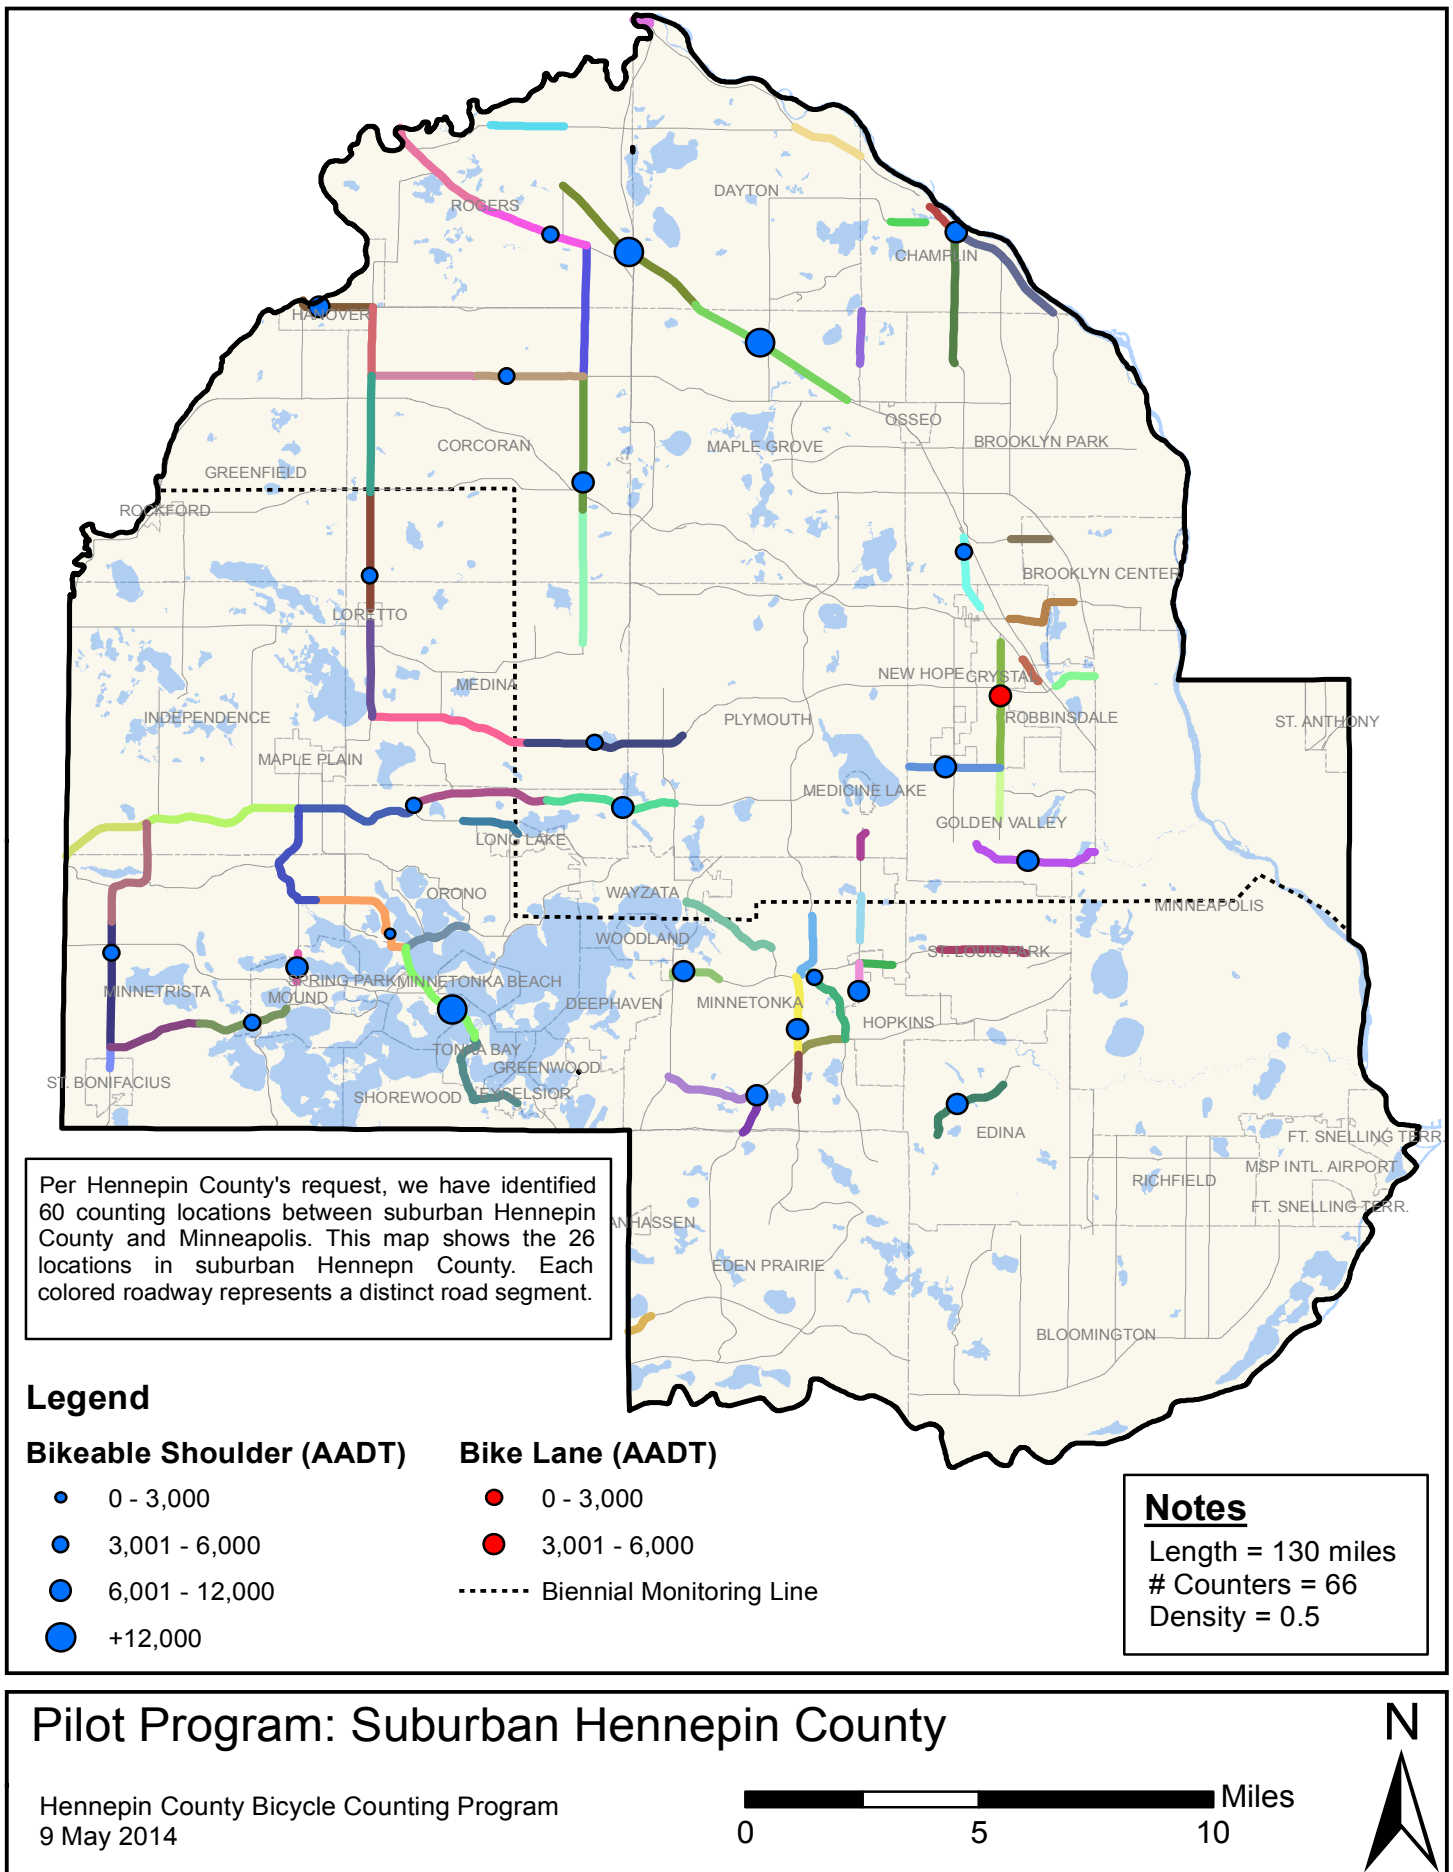 ROGERS
DAYTON
CHAMPLIN
HANOVER
OSSEO
BROOKLYN PARK
CORCORAN
MAPLE GROVE
GREENFIELD
ROCKFORD
BROOKLYN CENTER
LORETTO
NEW HOPE
CRYSTAL
MEDINA
INDEPENDENCE
PLYMOUTH
ROBBINSDALE
ST. ANTHONY
MAPLE PLAIN
MEDICINE LAKE
GOLDEN VALLEY
LONG LAKE
ORONO
WAYZATA
MINNEAPOLIS
WOODLAND
ST. LOUIS PARK
SPRING PARK
MINNETONKA BEACH
MINNETRISTA
MOUND
DEEPHAVEN
MINNETONKA
HOPKINS
TONKA BAY
GREENWOOD
ST. BONIFACIUS
SHOREWOOD
EXCELSIOR
EDINA
FT. SNELLING TERR.
MSP INTL. AIRPORT
RICHFIELD
FT. SNELLING TERR.
ANHASSEN
EDEN PRAIRIE
BLOOMINGTON
Per Hennepin County's request, we have identified
60 counting locations between suburban Hennepin
County and Minneapolis. This map shows the 26
locations in suburban Hennepn County. Each
colored roadway represents a distinct road segment.
Legend
Bikeable Shoulder (AADT)
0 - 3,000
3,001 - 6,000
6,001 - 12,000
+12,000
Bike Lane (AADT)
0 - 3,000
3,001 - 6,000
Biennial Monitoring Line
Notes
Length = 130 miles
# Counters = 66
Density = 0.5
Pilot Program: Suburban Hennepin County
Hennepin County Bicycle Counting Program
9 May 2014
Miles
0 5 10
N